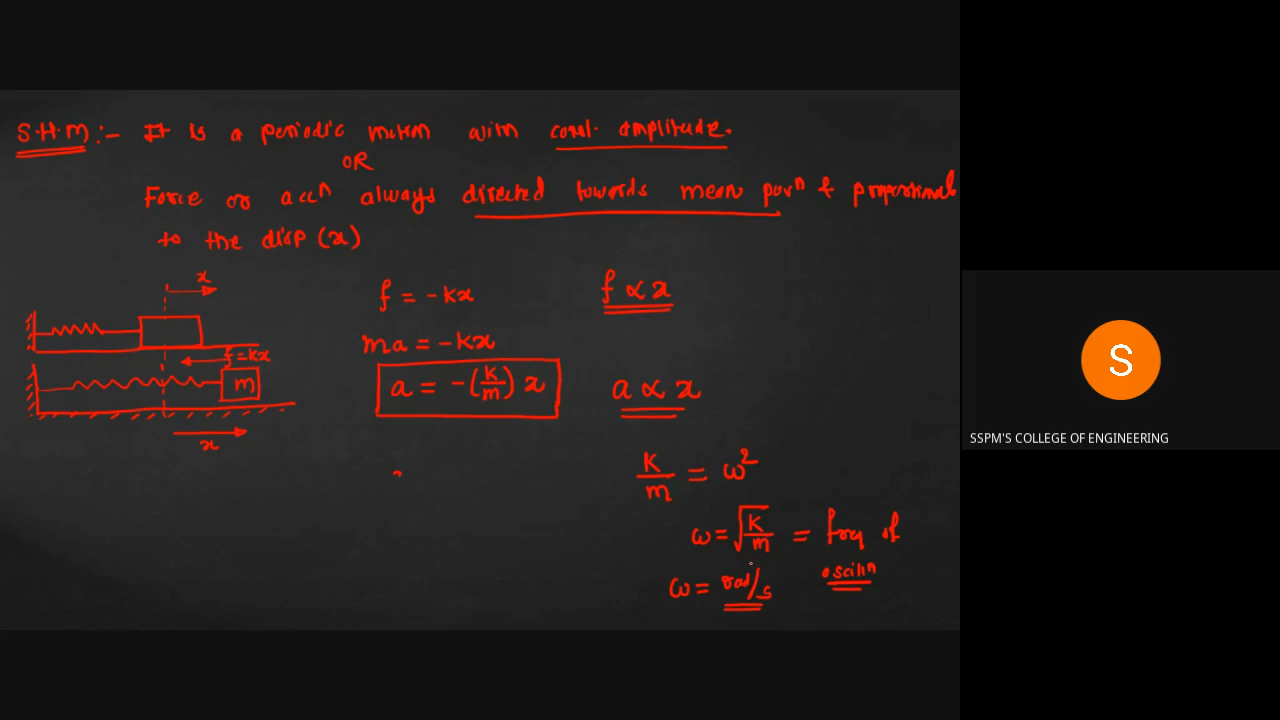 S.H.M :- It is a periodic motion with const. amplitude.
OR
Force or accⁿ always directed towards mean posⁿ & proportional
to the disp (x)
x
f = -kx
f ∝ x
ma = -kx
f = kx
m
a = -(k/m) x
a ∝ x
x
k/m = ω²
ω = √(k/m) = freq of
oscillⁿ
ω = rad/s
S
SSPM'S COLLEGE OF ENGINEERING